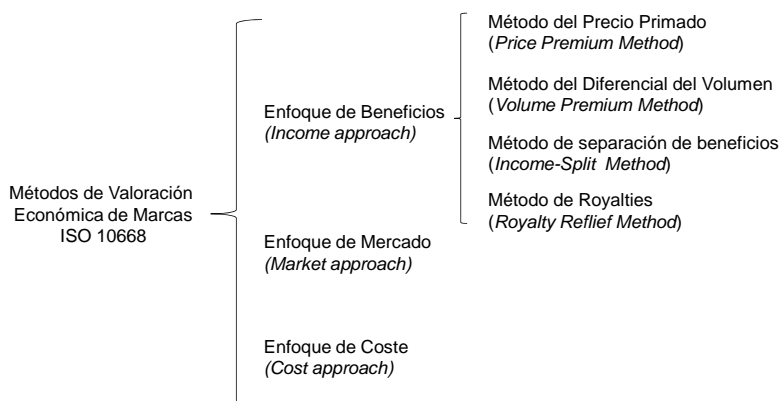 Métodos de Valoración
Económica de Marcas
ISO 10668
Enfoque de Beneficios
(Income approach)
Método del Precio Primado
(Price Premium Method)
Método del Diferencial del Volumen
(Volume Premium Method)
Método de separación de beneficios
(Income-Split Method)
Método de Royalties
(Royalty Reflief Method)
Enfoque de Mercado
(Market approach)
Enfoque de Coste
(Cost approach)